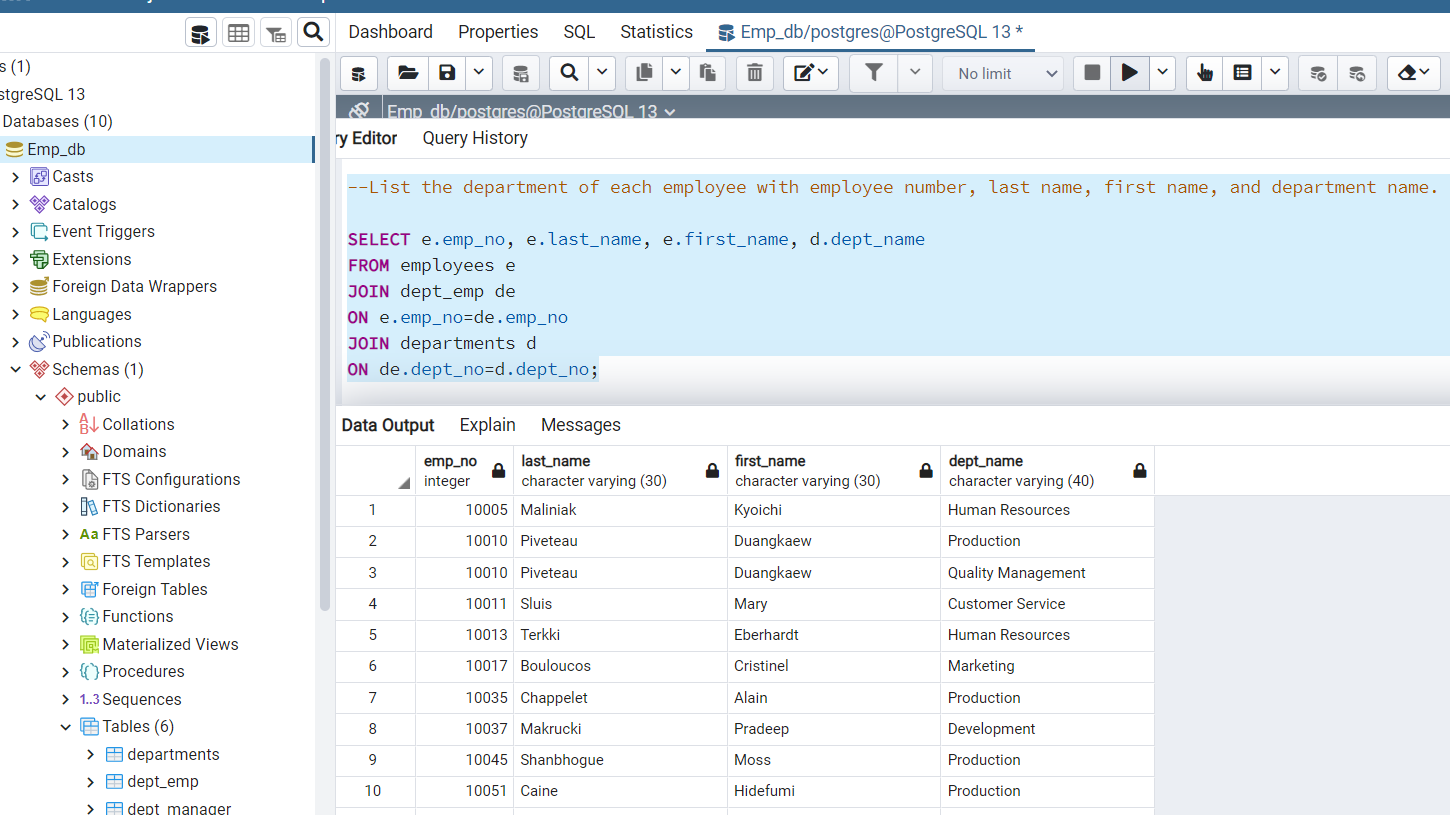 Dashboard Properties SQL Statistics Emp_db/postgres@PostgreSQL 13 *
No limit
Emp_db/postgres@PostgreSQL 13
ry Editor Query History
s (1)
stgreSQL 13
Databases (10)
Emp_db
Casts
Catalogs
Event Triggers
Extensions
Foreign Data Wrappers
Languages
Publications
Schemas (1)
public
Collations
Domains
FTS Configurations
FTS Dictionaries
Aa FTS Parsers
FTS Templates
Foreign Tables
Functions
Materialized Views
Procedures
1..3 Sequences
Tables (6)
departments
dept_emp
dept_manager
--List the department of each employee with employee number, last name, first name, and department name.
SELECT e.emp_no, e.last_name, e.first_name, d.dept_name
FROM employees e
JOIN dept_emp de
ON e.emp_no=de.emp_no
JOIN departments d
ON de.dept_no=d.dept_no;
Data Output Explain Messages
emp_no last_name first_name dept_name
integer character varying (30) character varying (30) character varying (40)
1 10005 Maliniak Kyoichi Human Resources
2 10010 Piveteau Duangkaew Production
3 10010 Piveteau Duangkaew Quality Management
4 10011 Sluis Mary Customer Service
5 10013 Terkki Eberhardt Human Resources
6 10017 Bouloucos Cristinel Marketing
7 10035 Chappelet Alain Production
8 10037 Makrucki Pradeep Development
9 10045 Shanbhogue Moss Production
10 10051 Caine Hidefumi Production